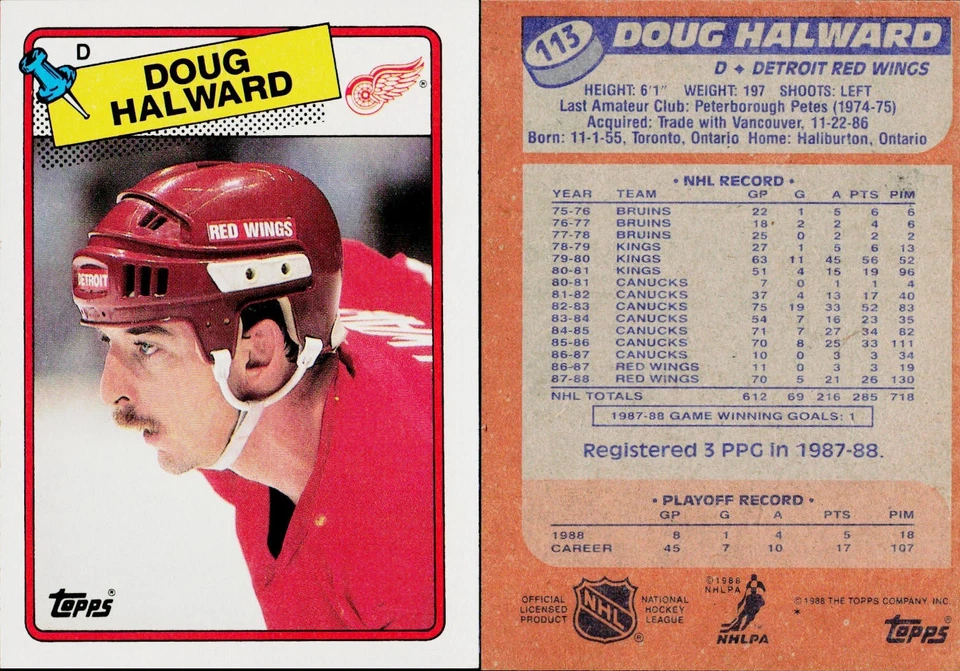 D
DOUG
HALWARD
®
RED WINGS
DETROIT
topps®
113
DOUG HALWARD
D ♦ DETROIT RED WINGS
HEIGHT: 6'1" WEIGHT: 197 SHOOTS: LEFT
Last Amateur Club: Peterborough Petes (1974-75)
Acquired: Trade with Vancouver, 11-22-86
Born: 11-1-55, Toronto, Ontario Home: Haliburton, Ontario
• NHL RECORD •
YEAR TEAM GP G A PTS PIM
75-76 BRUINS 22 1 5 6 6
76-77 BRUINS 18 2 2 4 6
77-78 BRUINS 25 0 2 2 2
78-79 KINGS 27 1 5 6 13
79-80 KINGS 63 11 45 56 52
80-81 KINGS 51 4 15 19 96
80-81 CANUCKS 7 0 1 1 4
81-82 CANUCKS 37 4 13 17 40
82-83 CANUCKS 75 19 33 52 83
83-84 CANUCKS 54 7 16 23 35
84-85 CANUCKS 71 7 27 34 82
85-86 CANUCKS 70 8 25 33 111
86-87 CANUCKS 10 0 3 3 34
86-87 RED WINGS 11 0 3 3 19
87-88 RED WINGS 70 5 21 26 130
NHL TOTALS 612 69 216 285 718
1987-88 GAME WINNING GOALS: 1
Registered 3 PPG in 1987-88.
• PLAYOFF RECORD •
GP G A PTS PIM
1988 8 1 4 5 18
CAREER 45 7 10 17 107
OFFICIAL
LICENSED
PRODUCT
NHL
®
NATIONAL
HOCKEY
LEAGUE
©1986
NHLPA
NHLPA
©1988 THE TOPPS COMPANY, INC.
*
topps®